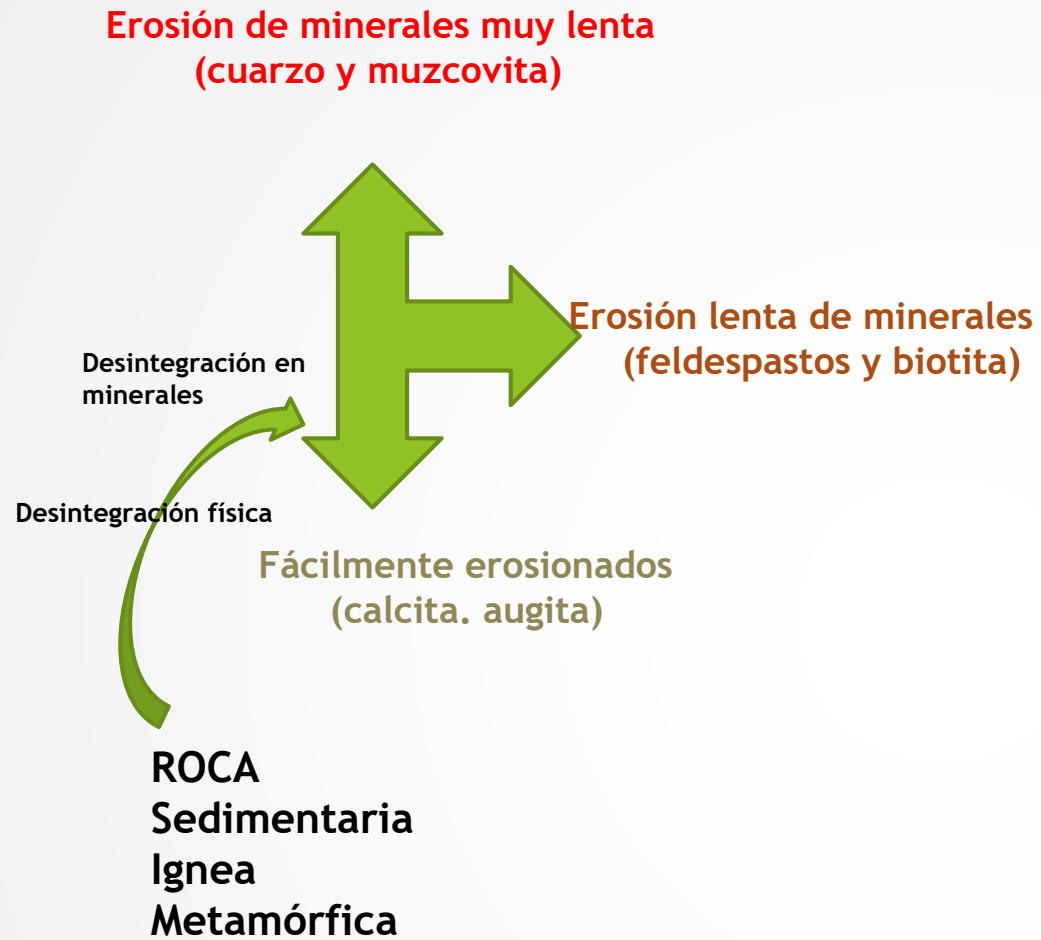 Erosión de minerales muy lenta
(cuarzo y muzcovita)
Erosión lenta de minerales
(feldespastos y biotita)
Desintegración en
minerales
Desintegración física
Fácilmente erosionados
(calcita. augita)
ROCA
Sedimentaria
Ignea
Metamórfica